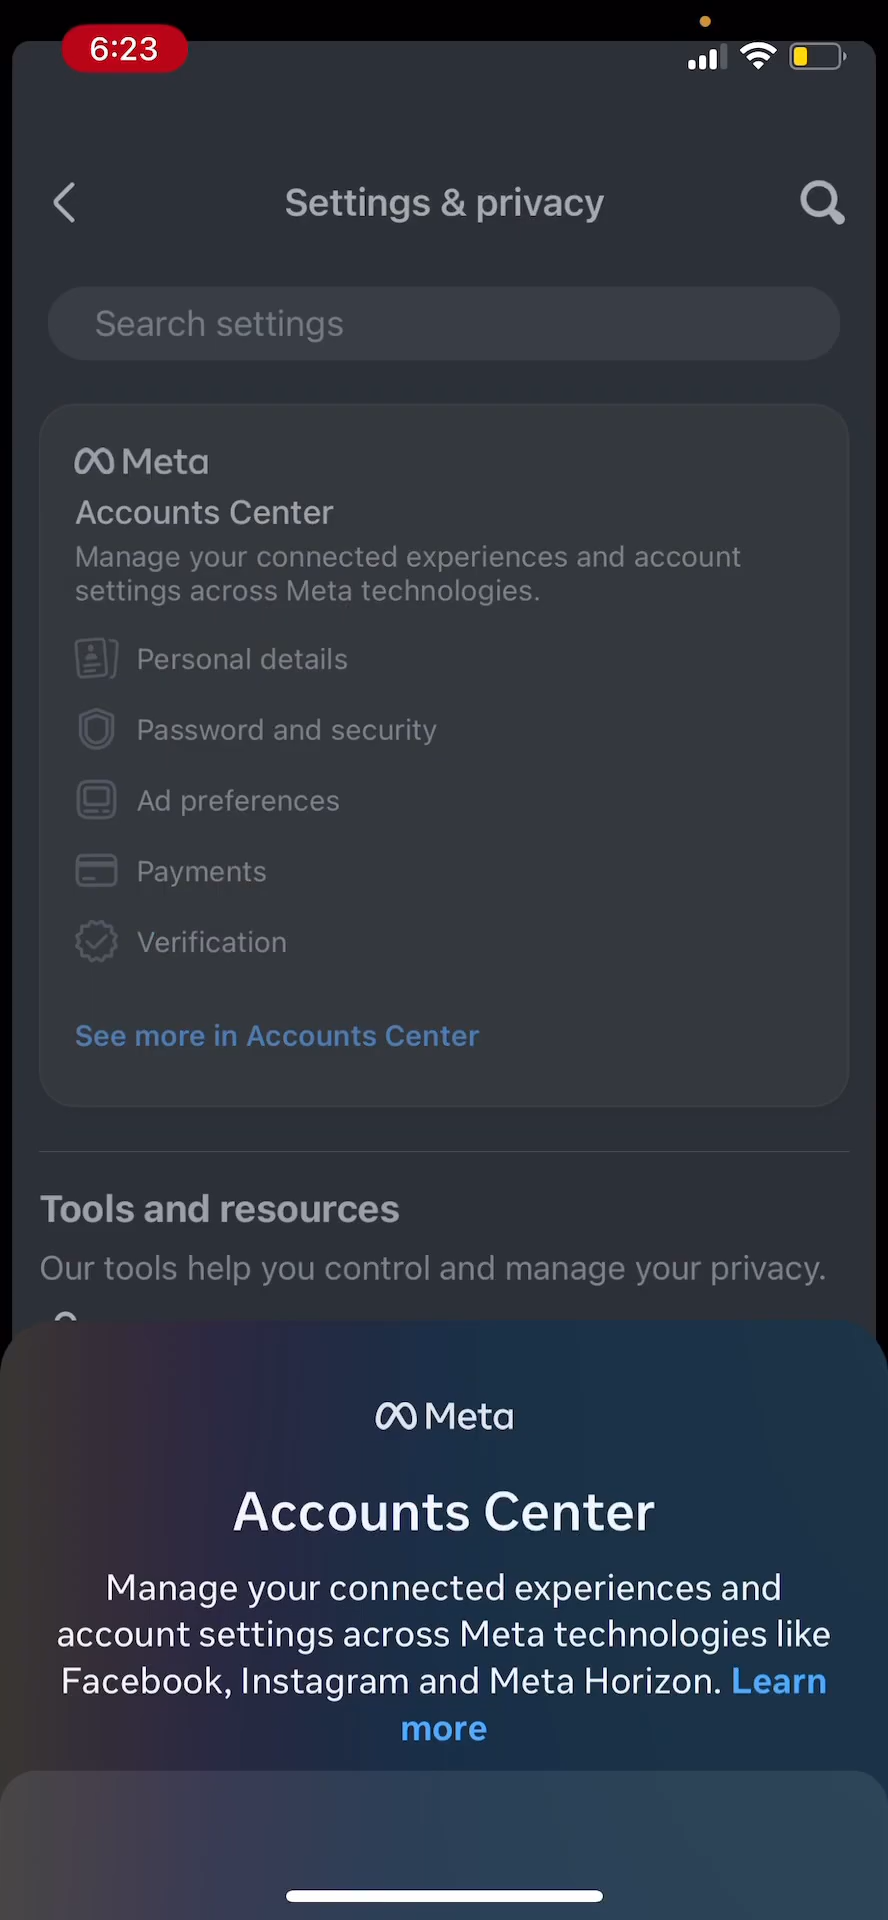 6:23
Settings & privacy
Search settings
Meta
Accounts Center
Manage your connected experiences and account
settings across Meta technologies.
Personal details
Password and security
Ad preferences
Payments
Verification
See more in Accounts Center
Tools and resources
Our tools help you control and manage your privacy.
Meta
Accounts Center
Manage your connected experiences and
account settings across Meta technologies like
Facebook, Instagram and Meta Horizon. Learn
more